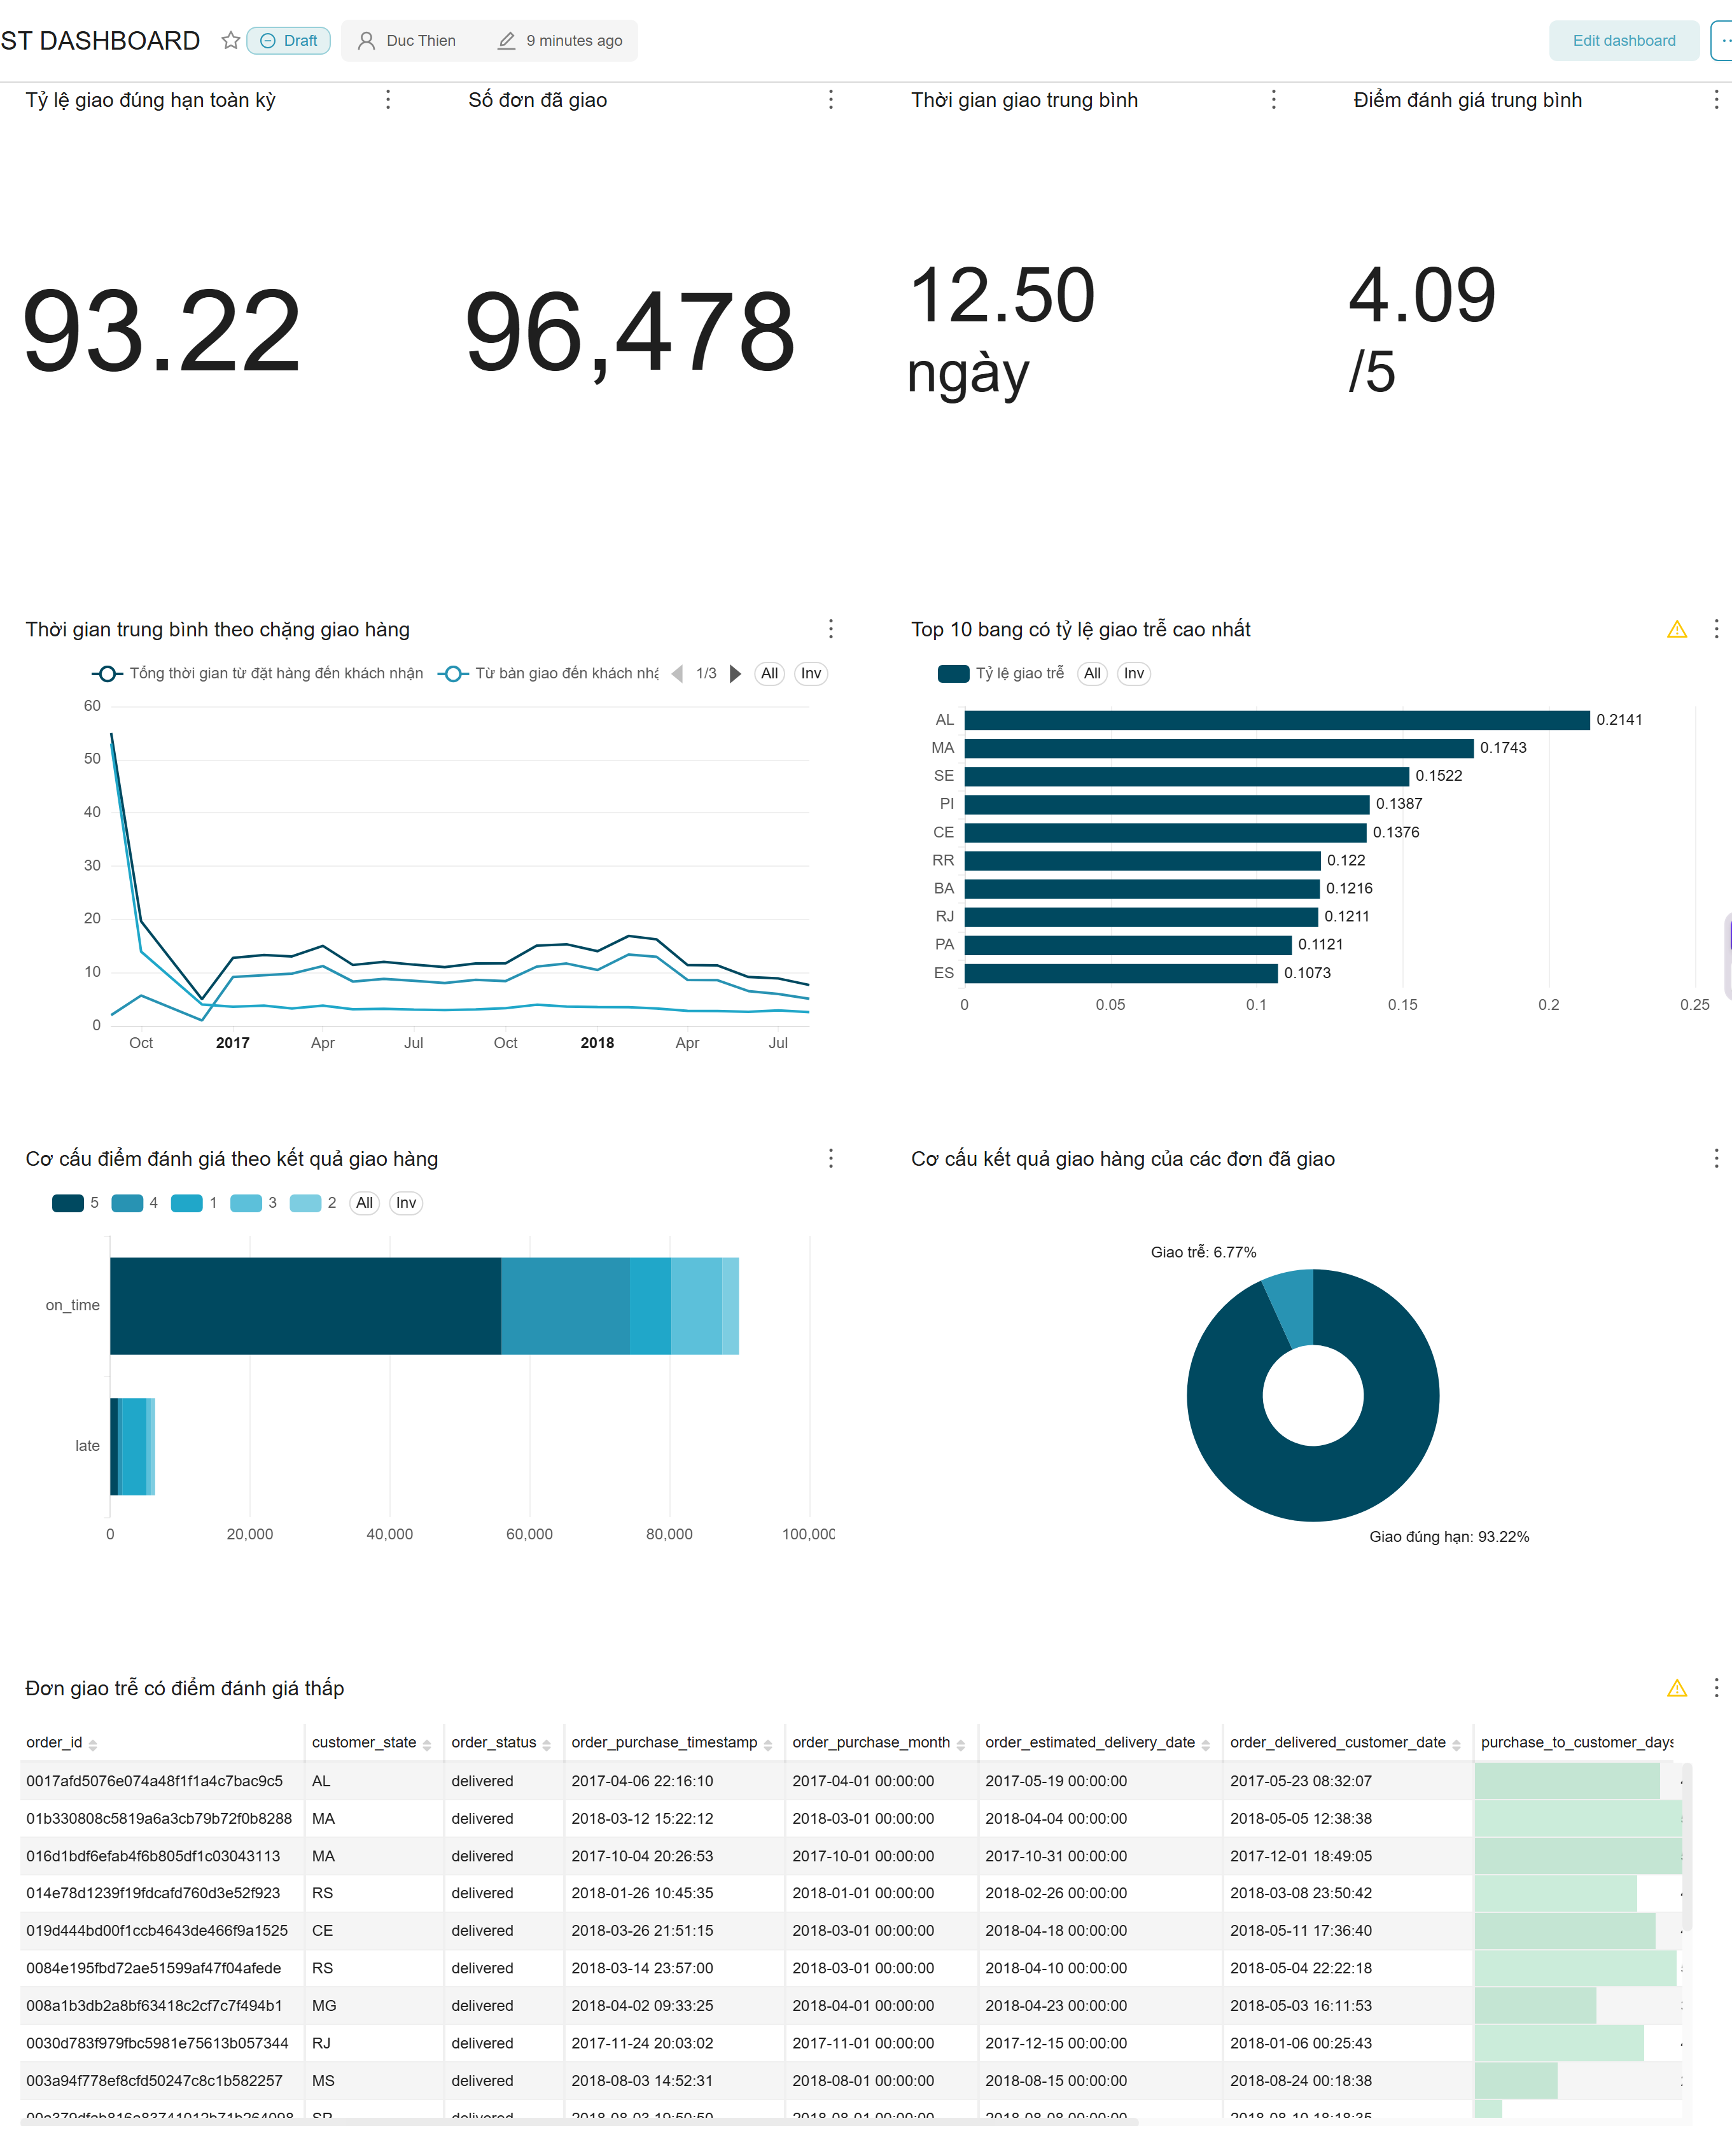 ST DASHBOARD
Draft
Duc Thien
9 minutes ago
Edit dashboard
Tỷ lệ giao đúng hạn toàn kỳ
Số đơn đã giao
Thời gian giao trung bình
Điểm đánh giá trung bình
93.22
96,478
12.50
ngày
4.09
/5
Thời gian trung bình theo chặng giao hàng
Tổng thời gian từ đặt hàng đến khách nhận
Từ bàn giao đến khách
1/3
All
Inv
60
50
40
30
20
10
0
Oct
2017
Apr
Jul
Oct
2018
Apr
Jul
Top 10 bang có tỷ lệ giao trễ cao nhất
Tỷ lệ giao trễ
All
Inv
AL 0.2141
MA 0.1743
SE 0.1522
PI 0.1387
CE 0.1376
RR 0.122
BA 0.1216
RJ 0.1211
PA 0.1121
ES 0.1073
0 0.05 0.1 0.15 0.2 0.25
Cơ cấu điểm đánh giá theo kết quả giao hàng
5 4 1 3 2 All Inv
on_time
late
0 20,000 40,000 60,000 80,000 100,000
Cơ cấu kết quả giao hàng của các đơn đã giao
Giao trễ: 6.77%
Giao đúng hạn: 93.22%
Đơn giao trễ có điểm đánh giá thấp
order_id customer_state order_status order_purchase_timestamp order_purchase_month order_estimated_delivery_date order_delivered_customer_date purchase_to_customer_days
0017afd5076e074a48f1f1a4c7bac9c5 AL delivered 2017-04-06 22:16:10 2017-04-01 00:00:00 2017-05-19 00:00:00 2017-05-23 08:32:07
01b330808c5819a6a3cb79b72f0b8288 MA delivered 2018-03-12 15:22:12 2018-03-01 00:00:00 2018-04-04 00:00:00 2018-05-05 12:38:38
016d1bdf6efab4f6b805df1c03043113 MA delivered 2017-10-04 20:26:53 2017-10-01 00:00:00 2017-10-31 00:00:00 2017-12-01 18:49:05
014e78d1239f19fdcafd760d3e52f923 RS delivered 2018-01-26 10:45:35 2018-01-01 00:00:00 2018-02-26 00:00:00 2018-03-08 23:50:42
019d444bd00f1ccb4643de466f9a1525 CE delivered 2018-03-26 21:51:15 2018-03-01 00:00:00 2018-04-18 00:00:00 2018-05-11 17:36:40
0084e195fbd72ae51599af47f04afede RS delivered 2018-03-14 23:57:00 2018-03-01 00:00:00 2018-04-10 00:00:00 2018-05-04 22:22:18
008a1b3db2a8bf63418c2cf7c7f494b1 MG delivered 2018-04-02 09:33:25 2018-04-01 00:00:00 2018-04-23 00:00:00 2018-05-03 16:11:53
0030d783f979fbc5981e75613b057344 RJ delivered 2017-11-24 20:03:02 2017-11-01 00:00:00 2017-12-15 00:00:00 2018-01-06 00:25:43
003a94f778ef8cfd50247c8c1b582257 MS delivered 2018-08-03 14:52:31 2018-08-01 00:00:00 2018-08-15 00:00:00 2018-08-24 00:18:38